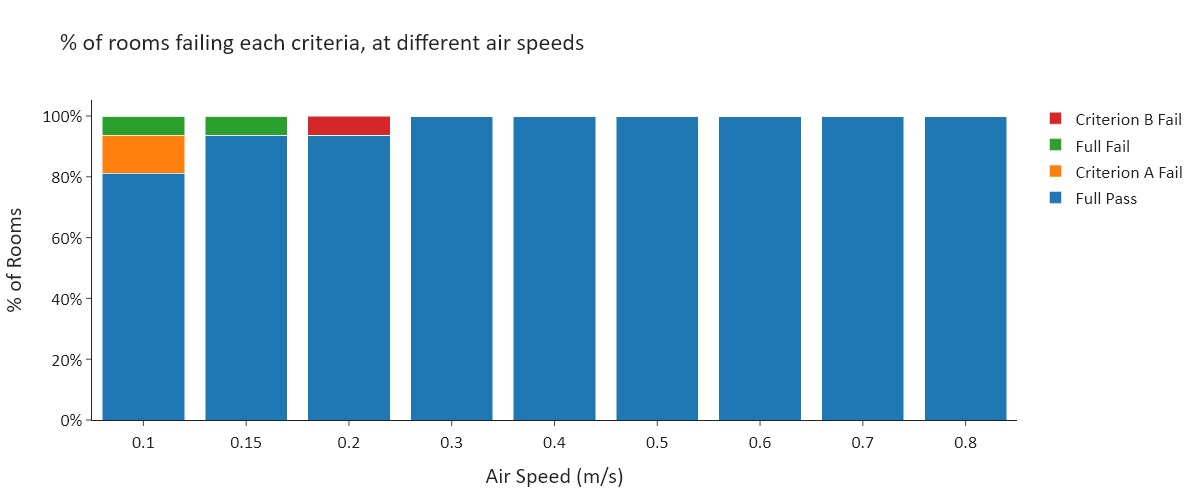 % of rooms failing each criteria, at different air speeds
100%
80%
60%
40%
20%
0%
% of Rooms
0.1 0.15 0.2 0.3 0.4 0.5 0.6 0.7 0.8
Air Speed (m/s)
Criterion B Fail
Full Fail
Criterion A Fail
Full Pass